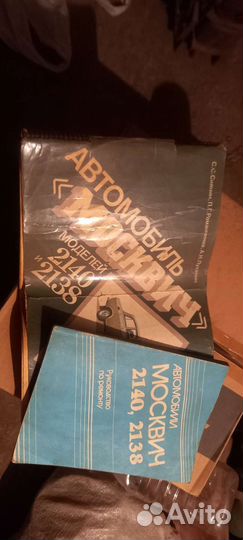 АВТОМОБИЛЬ
«МОСКВИЧ»
МОДЕЛЕЙ
2140
И 2138
АВТОМОБИЛИ
МОСКВИЧ
2140, 2138
Руководство
по ремонту
Avito